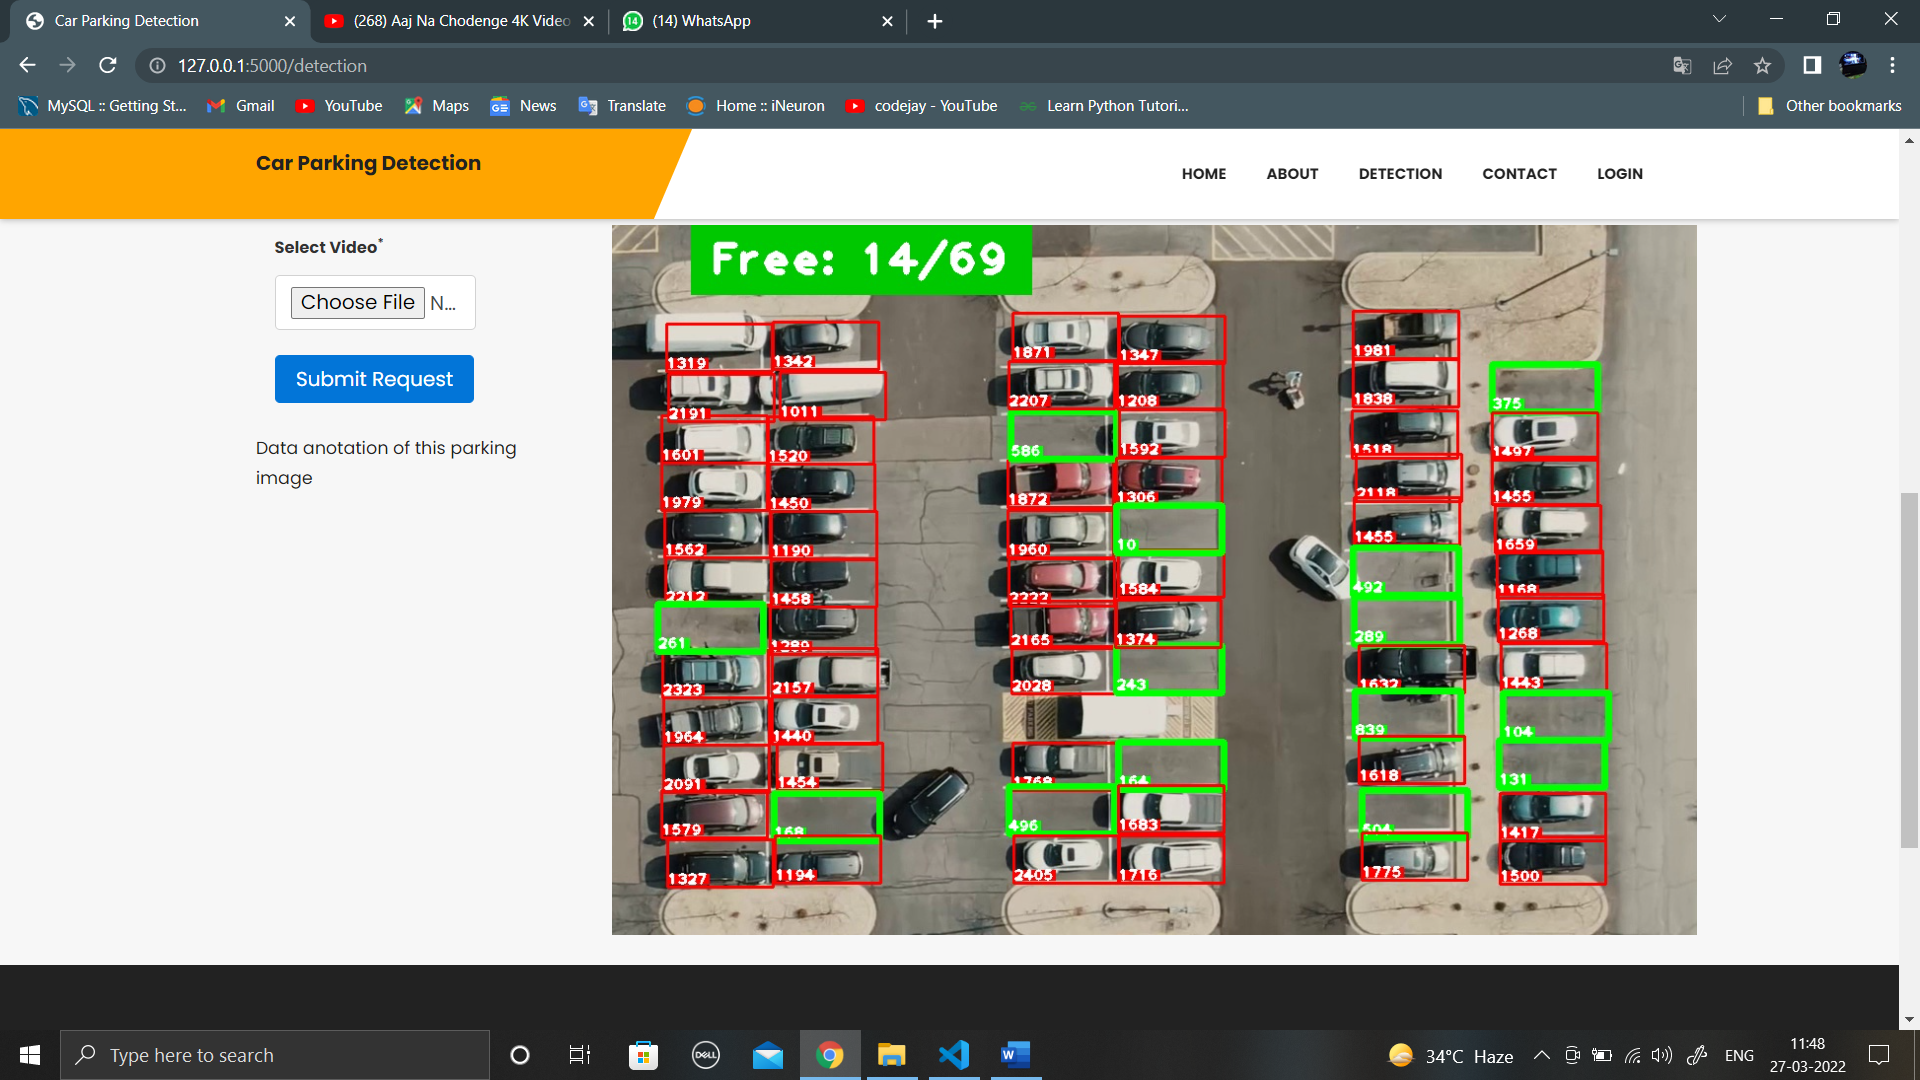 Car Parking Detection
(268) Aaj Na Chodenge 4K Video
14
(14) WhatsApp
127.0.0.1:5000/detection
MySQL :: Getting St...
Gmail
YouTube
Maps
News
Translate
Home :: iNeuron
codejay - YouTube
Learn Python Tutori...
Other bookmarks
Car Parking Detection
HOME
ABOUT
DETECTION
CONTACT
LOGIN
Select Video*
Choose File N...
Submit Request
Data anotation of this parking
image
Free: 14/69
1319 1342 1871 1347 1981
2191 1011 2207 1208 1838 375
1601 1520 586 1592 1518 1497
1979 1450 1872 1306 2118 1455
1562 1190 1960 10 1455 1659
2212 1458 2222 1584 492 1168
261 1289 2165 1374 289 1268
2323 2157 2028 243 1632 1443
1964 1440 839 104
2091 1454 1768 164 1618 131
1579 168 496 1683 504 1417
1327 1194 2405 1716 1775 1500
Type here to search
DELL
W
34°C Haze
ENG
11:48
27-03-2022